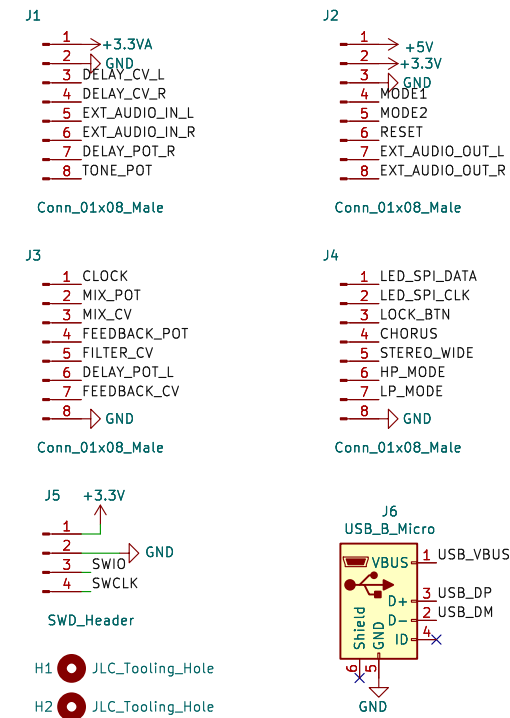 J1
1 +3.3VA
2 GND
3 DELAY_CV_L
4 DELAY_CV_R
5 EXT_AUDIO_IN_L
6 EXT_AUDIO_IN_R
7 DELAY_POT_R
8 TONE_POT
Conn_01x08_Male
J2
1 +5V
2 +3.3V
3 GND
4 MODE1
5 MODE2
6 RESET
7 EXT_AUDIO_OUT_L
8 EXT_AUDIO_OUT_R
Conn_01x08_Male
J3
1 CLOCK
2 MIX_POT
3 MIX_CV
4 FEEDBACK_POT
5 FILTER_CV
6 DELAY_POT_L
7 FEEDBACK_CV
8 GND
Conn_01x08_Male
J4
1 LED_SPI_DATA
2 LED_SPI_CLK
3 LOCK_BTN
4 CHORUS
5 STEREO_WIDE
6 HP_MODE
7 LP_MODE
8 GND
Conn_01x08_Male
J5 +3.3V
1
2 GND
3 SWIO
4 SWCLK
SWD_Header
J6
USB_B_Micro
VBUS 1 USB_VBUS
D+ 3 USB_DP
D- 2 USB_DM
ID 4
Shield 6
GND 5
GND
H1 JLC_Tooling_Hole
H2 JLC_Tooling_Hole